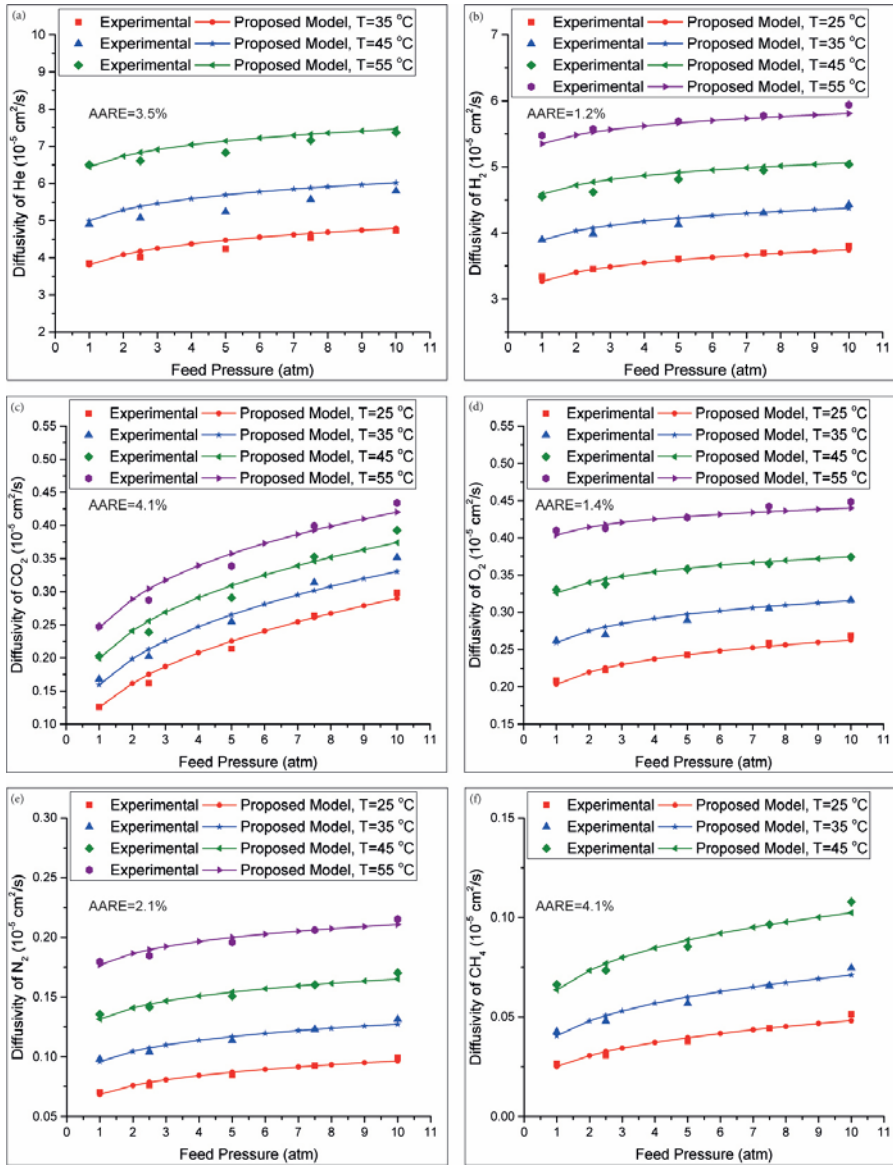 (a)
Experimental Proposed Model, T=35 °C
Experimental Proposed Model, T=45 °C
Experimental Proposed Model, T=55 °C
AARE=3.5%
Diffusivity of He (10⁻⁵ cm²/s)
10
9
8
7
6
5
4
3
2
0 1 2 3 4 5 6 7 8 9 10 11
Feed Pressure (atm)
(b)
Experimental Proposed Model, T=25 °C
Experimental Proposed Model, T=35 °C
Experimental Proposed Model, T=45 °C
Experimental Proposed Model, T=55 °C
AARE=1.2%
Diffusivity of H₂ (10⁻⁵ cm²/s)
7
6
5
4
3
0 1 2 3 4 5 6 7 8 9 10 11
Feed Pressure (atm)
(c)
Experimental Proposed Model, T=25 °C
Experimental Proposed Model, T=35 °C
Experimental Proposed Model, T=45 °C
Experimental Proposed Model, T=55 °C
AARE=4.1%
Diffusivity of CO₂ (10⁻⁵ cm²/s)
0.55
0.50
0.45
0.40
0.35
0.30
0.25
0.20
0.15
0.10
0 1 2 3 4 5 6 7 8 9 10 11
Feed Pressure (atm)
(d)
Experimental Proposed Model, T=25 °C
Experimental Proposed Model, T=35 °C
Experimental Proposed Model, T=45 °C
Experimental Proposed Model, T=55 °C
AARE=1.4%
Diffusivity of O₂ (10⁻⁵ cm²/s)
0.55
0.50
0.45
0.40
0.35
0.30
0.25
0.20
0.15
0 1 2 3 4 5 6 7 8 9 10 11
Feed Pressure (atm)
(e)
Experimental Proposed Model, T=25 °C
Experimental Proposed Model, T=35 °C
Experimental Proposed Model, T=45 °C
Experimental Proposed Model, T=55 °C
AARE=2.1%
Diffusivity of N₂ (10⁻⁵ cm²/s)
0.30
0.25
0.20
0.15
0.10
0.05
0 1 2 3 4 5 6 7 8 9 10 11
Feed Pressure (atm)
(f)
Experimental Proposed Model, T=25 °C
Experimental Proposed Model, T=35 °C
Experimental Proposed Model, T=45 °C
AARE=4.1%
Diffusivity of CH₄ (10⁻⁵ cm²/s)
0.15
0.10
0.05
0.00
0 1 2 3 4 5 6 7 8 9 10 11
Feed Pressure (atm)